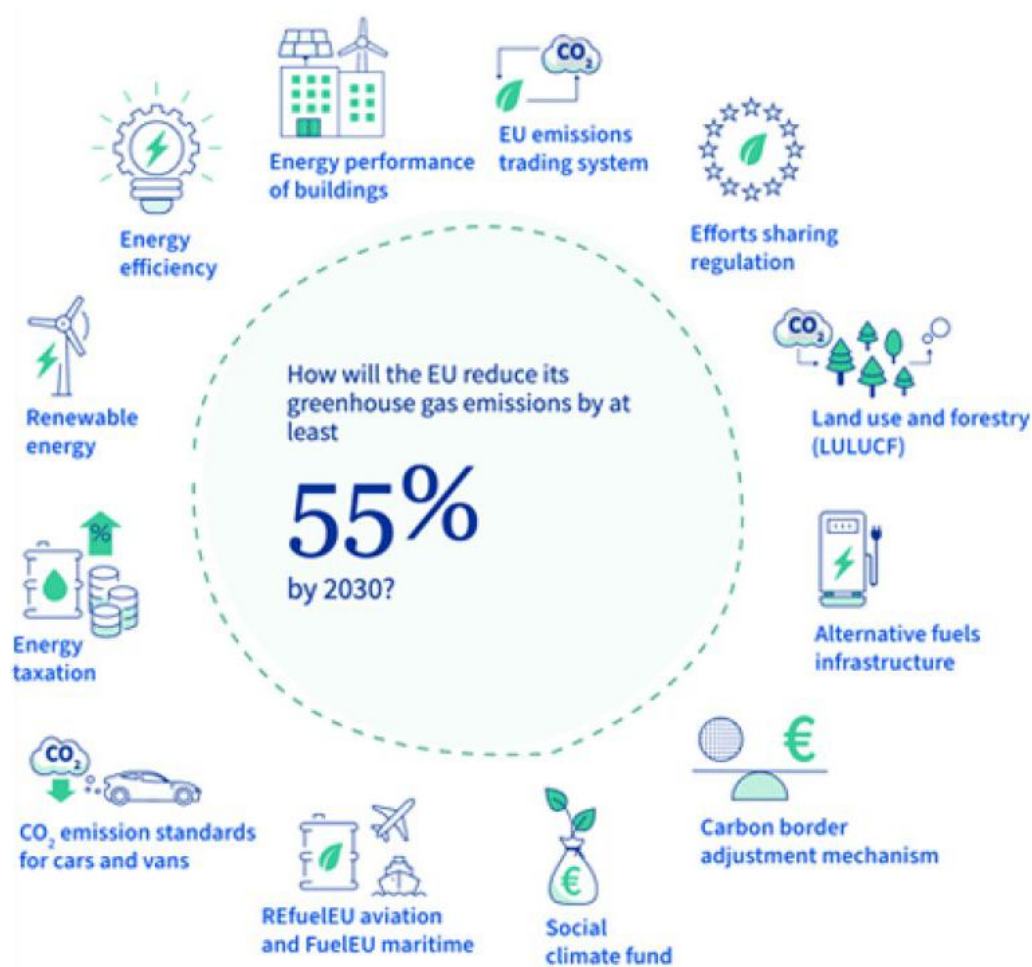 How will the EU reduce its
greenhouse gas emissions by at
least
55%
by 2030?
Energy performance
of buildings
CO2
EU emissions
trading system
Efforts sharing
regulation
CO2
Land use and forestry
(LULUCF)
Alternative fuels
infrastructure
€
Carbon border
adjustment mechanism
€
Social
climate fund
REfuelEU aviation
and FuelEU maritime
CO2
CO2 emission standards
for cars and vans
%
Energy
taxation
Renewable
energy
Energy
efficiency